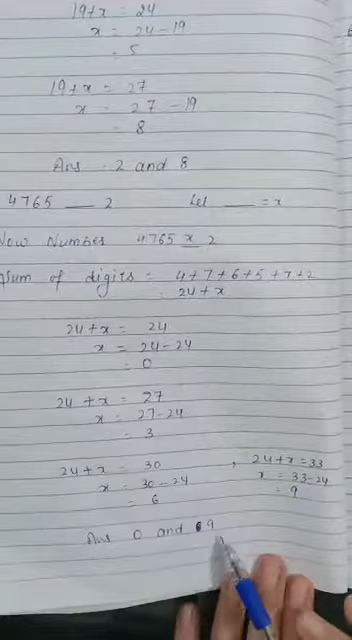 19+x = 24
x = 24-19
= 5
19+x = 27
x = 27-19
= 8
Ans - 2 and 8
4765 __ 2 Let __ = x
Now Number 4765 x 2
Sum of digits = 4+7+6+5+x+2
= 24+x
24+x = 24
x = 24-24
= 0
24+x = 27
x = 27-24
= 3
24+x = 30 , 24+x=33
x = 30-24 x = 33-24
= 6 = 9
Ans 0 and 9